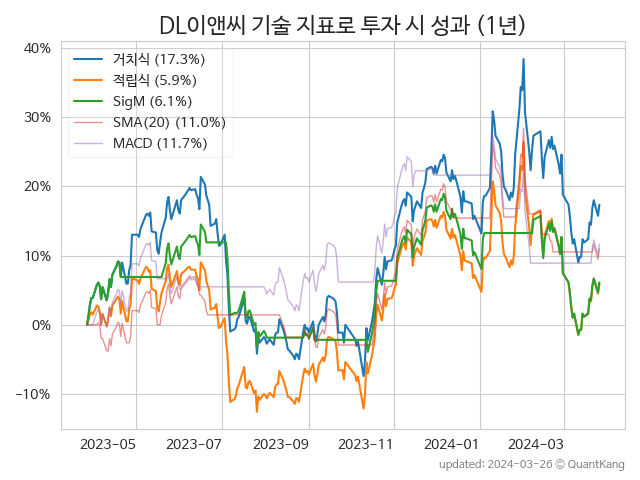 DL이앤씨 기술 지표로 투자 시 성과 (1년)
40%
30%
20%
10%
0%
−10%
거치식 (17.3%)
적립식 (5.9%)
SigM (6.1%)
SMA(20) (11.0%)
MACD (11.7%)
2023-05 2023-07 2023-09 2023-11 2024-01 2024-03
updated: 2024-03-26 © QuantKang